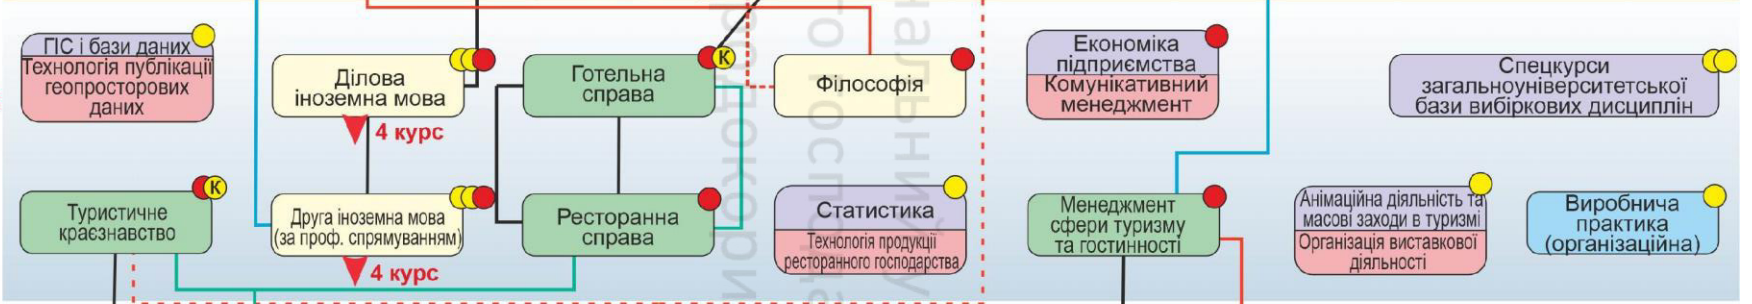 ГІС і бази даних
Технологія публікації
геопросторових
даних
Ділова
іноземна мова
4 курс
Готельна
справа
К
Філософія
Економіка
підприємства
Комунікативний
менеджмент
Спецкурси
загальноуніверситетської
бази вибіркових дисциплін
Туристичне
краєзнавство
К
Друга іноземна мова
(за проф. спрямуванням)
4 курс
Ресторанна
справа
Статистика
Технологія продукції
ресторанного господарства
Менеджмент
сфери туризму
та гостинності
Анімаційна діяльність та
масові заходи в туризмі
Організація виставкової
діяльності
Виробнича
практика
(організаційна)